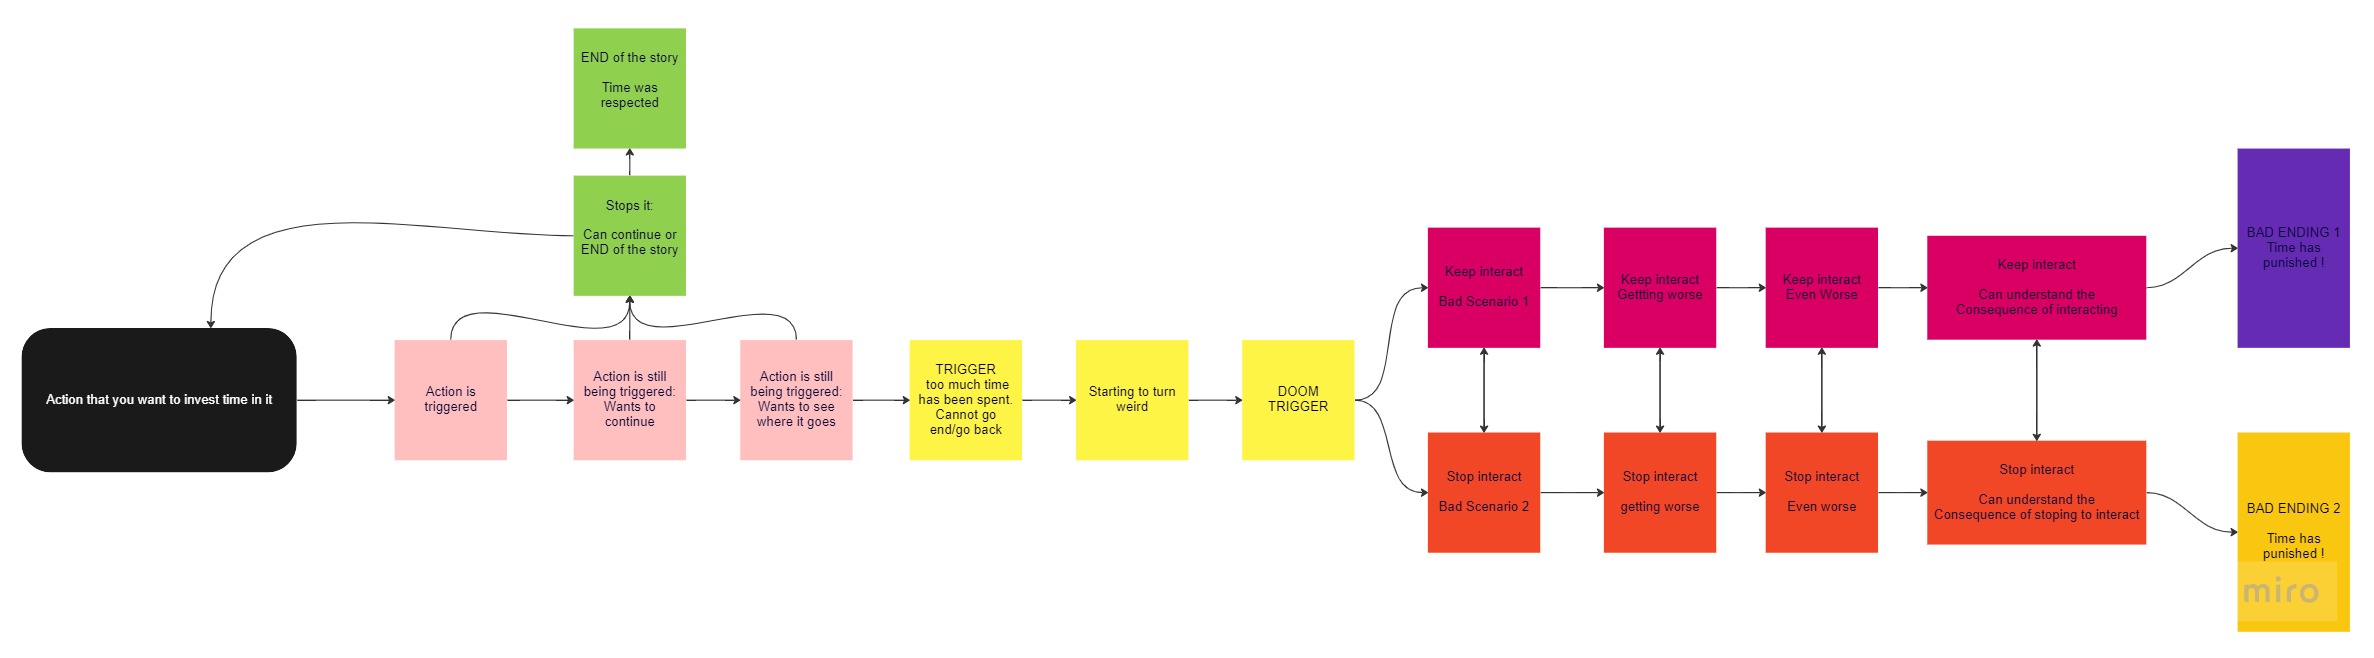 END of the story
Time was
respected
Stops it:
Can continue or
END of the story
Action that you want to invest time in it
Action is
triggered
Action is still
being triggered:
Wants to
continue
Action is still
being triggered:
Wants to see
where it goes
TRIGGER
too much time
has been spent.
Cannot go
end/go back
Starting to turn
weird
DOOM
TRIGGER
Keep interact
Bad Scenario 1
Keep interact
Gettting worse
Keep interact
Even Worse
Keep interact
Can understand the
Consequence of interacting
BAD ENDING 1
Time has
punished !
Stop interact
Bad Scenario 2
Stop interact
getting worse
Stop interact
Even worse
Stop interact
Can understand the
Consequence of stoping to interact
BAD ENDING 2
Time has
punished !
miro